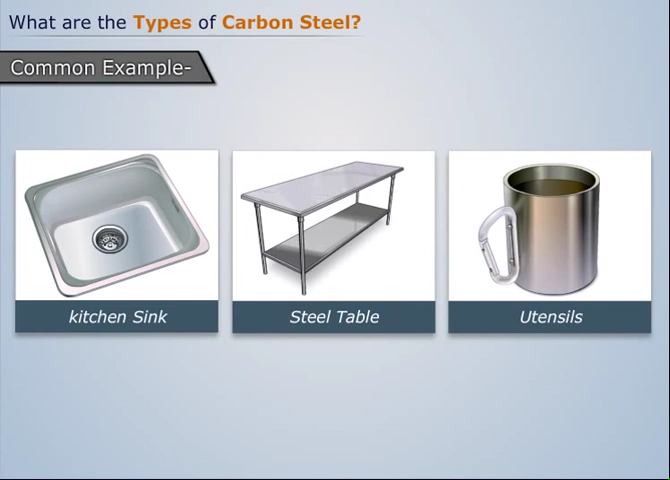 What are the Types of Carbon Steel?
Common Example-
kitchen Sink
Steel Table
Utensils